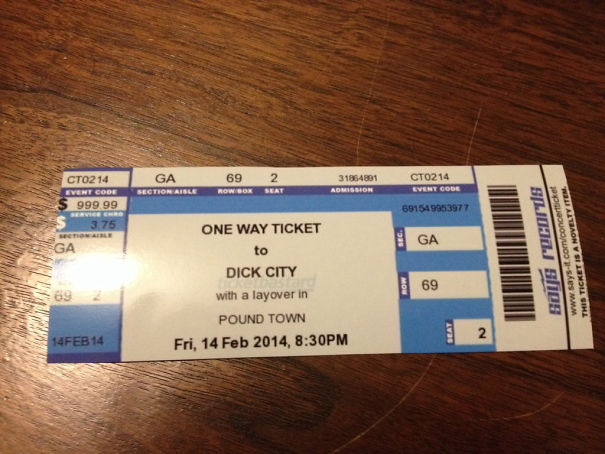 CT0214 GA 69 2 31864891 CT0214
EVENT CODE SECTION/AISLE ROW/BOX SEAT ADMISSION EVENT CODE
$ 999.99
SERVICE CHRG
$ 3.75
SECTION/AISLE
GA
69 2
14FEB14
ONE WAY TICKET
to
DICK CITY
ticketbastard
with a layover in
POUND TOWN
Fri, 14 Feb 2014, 8:30PM
691549953977
SEC. GA
ROW 69
SEAT 2
says records
www.says-it.com/concertticket
THIS TICKET IS A NOVELTY ITEM.